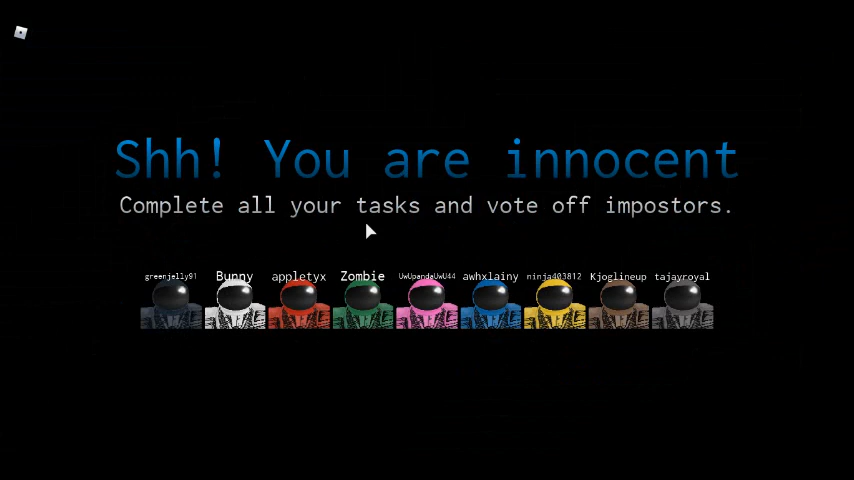 Shh! You are innocent
Complete all your tasks and vote off impostors.
greenjelly91 Bunny appletyx Zombie UwUpandaUwU44 awhxlainy ninja403812 Kjoglineup tajayroyal